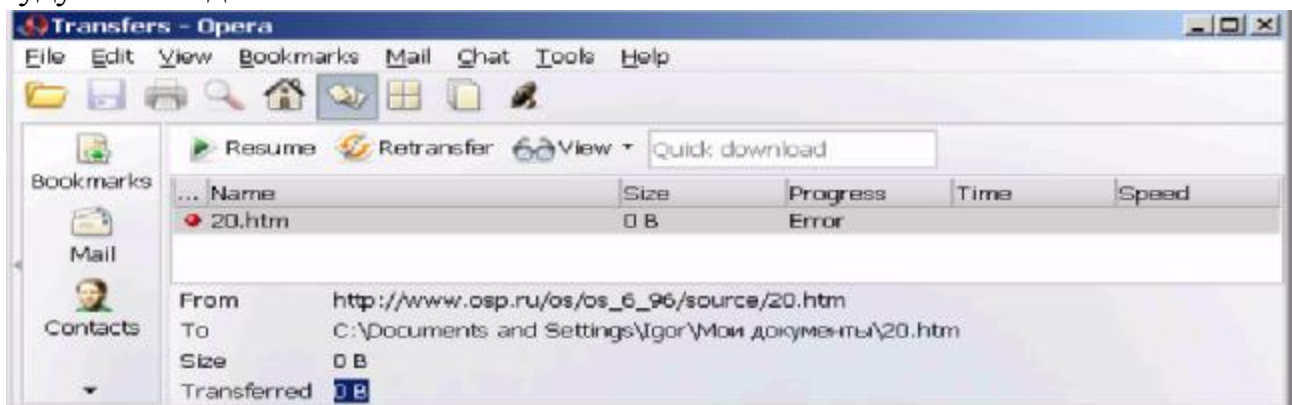 Transfers - Opera
File Edit View Bookmarks Mail Chat Tools Help
Resume Retransfer View Quick download
Bookmarks
... Name Size Progress Time Speed
20.htm 0 B Error
Mail
From http://www.osp.ru/os/os_6_96/source/20.htm
Contacts
To C:\Documents and Settings\Igor\Мои документы\20.htm
Size 0 B
Transferred 0 B